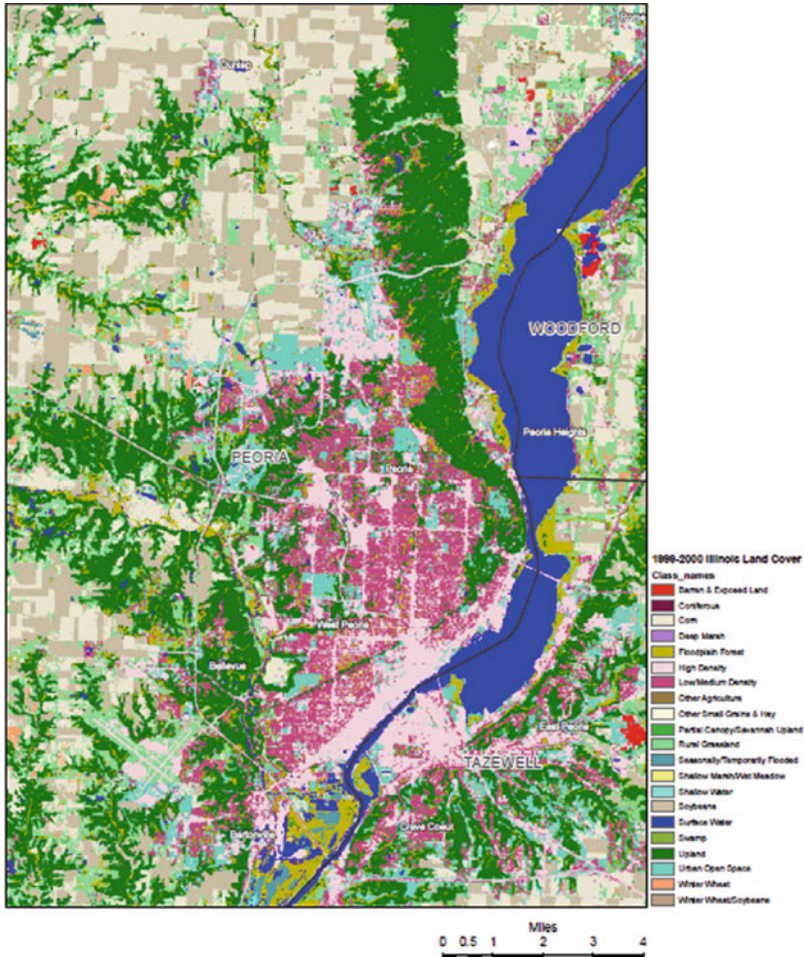 Dunlap
WOODFORD
Peoria Heights
PEORIA
Peoria
West Peoria
Bellevue
East Peoria
TAZEWELL
Bartonville
Creve Coeur
1999-2000 Illinois Land Cover
Class_names
Barren & Exposed Land
Coniferous
Corn
Deep Marsh
Floodplain Forest
High Density
Low/Medium Density
Other Agriculture
Other Small Grains & Hay
Partial Canopy/Savannah Upland
Rural Grassland
Seasonally/Temporarily Flooded
Shallow Marsh/Wet Meadow
Shallow Water
Soybeans
Surface Water
Swamp
Upland
Urban Open Space
Winter Wheat
Winter Wheat/Soybeans
Miles
0 0.5 1 2 3 4